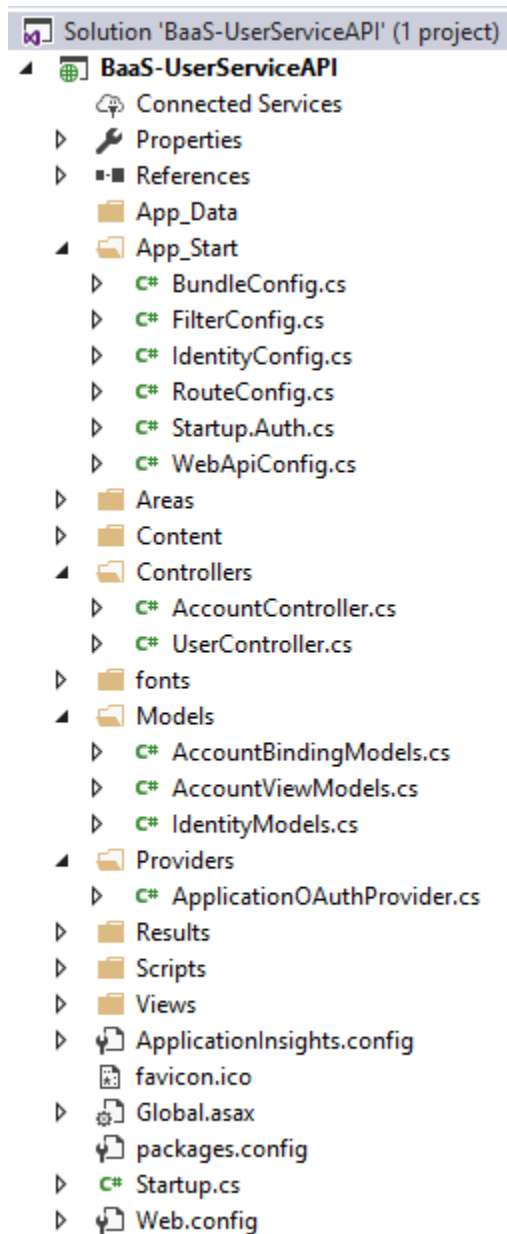 Solution 'BaaS-UserServiceAPI' (1 project)
BaaS-UserServiceAPI
Connected Services
Properties
References
App_Data
App_Start
C# BundleConfig.cs
C# FilterConfig.cs
C# IdentityConfig.cs
C# RouteConfig.cs
C# Startup.Auth.cs
C# WebApiConfig.cs
Areas
Content
Controllers
C# AccountController.cs
C# UserController.cs
fonts
Models
C# AccountBindingModels.cs
C# AccountViewModels.cs
C# IdentityModels.cs
Providers
C# ApplicationOAuthProvider.cs
Results
Scripts
Views
ApplicationInsights.config
favicon.ico
Global.asax
packages.config
C# Startup.cs
Web.config